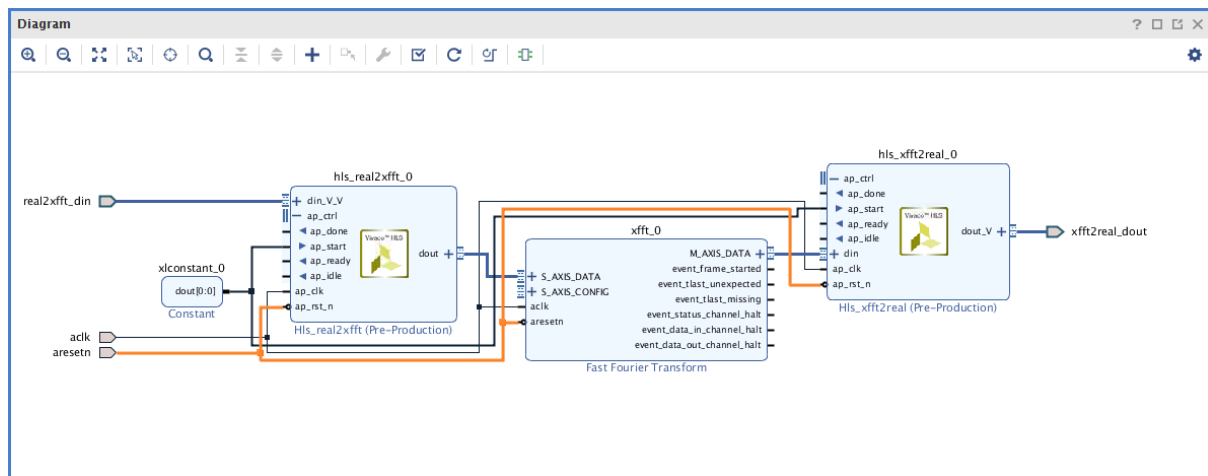 Diagram
real2xfft_din
hls_real2xfft_0
din_V_V
ap_ctrl
ap_done
ap_start
ap_ready
ap_idle
ap_clk
ap_rst_n
dout
Vivado™ HLS
Hls_real2xfft (Pre-Production)
xlconstant_0
dout[0:0]
Constant
aclk
aresetn
xfft_0
S_AXIS_DATA
S_AXIS_CONFIG
aclk
aresetn
M_AXIS_DATA
event_frame_started
event_tlast_unexpected
event_tlast_missing
event_status_channel_halt
event_data_in_channel_halt
event_data_out_channel_halt
Fast Fourier Transform
hls_xfft2real_0
ap_ctrl
ap_done
ap_start
ap_ready
ap_idle
din
ap_clk
ap_rst_n
Vivado™ HLS
dout_V
Hls_xfft2real (Pre-Production)
xfft2real_dout